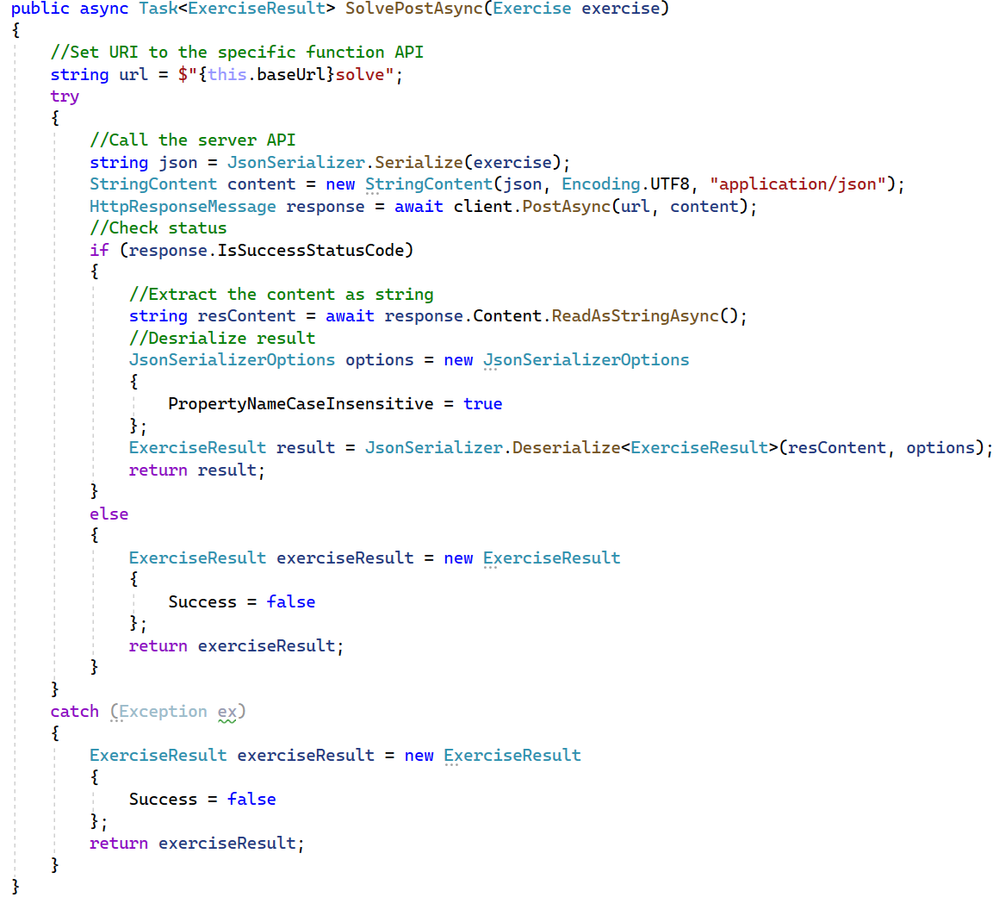 public async Task<ExerciseResult> SolvePostAsync(Exercise exercise)
{
    //Set URI to the specific function API
    string url = $"{this.baseUrl}solve";
    try
    {
        //Call the server API
        string json = JsonSerializer.Serialize(exercise);
        StringContent content = new StringContent(json, Encoding.UTF8, "application/json");
        HttpResponseMessage response = await client.PostAsync(url, content);
        //Check status
        if (response.IsSuccessStatusCode)
        {
            //Extract the content as string
            string resContent = await response.Content.ReadAsStringAsync();
            //Desrialize result
            JsonSerializerOptions options = new JsonSerializerOptions
            {
                PropertyNameCaseInsensitive = true
            };
            ExerciseResult result = JsonSerializer.Deserialize<ExerciseResult>(resContent, options);
            return result;
        }
        else
        {
            ExerciseResult exerciseResult = new ExerciseResult
            {
                Success = false
            };
            return exerciseResult;
        }
    }
    catch (Exception ex)
    {
        ExerciseResult exerciseResult = new ExerciseResult
        {
            Success = false
        };
        return exerciseResult;
    }
}